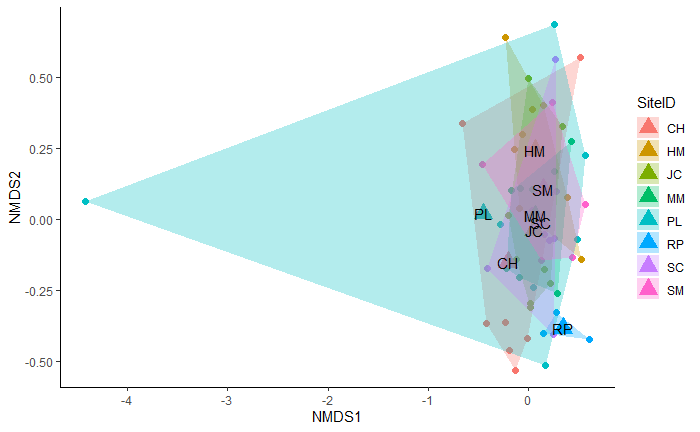 0.50
0.25
0.00
-0.25
-0.50
NMDS2
-4
-3
-2
-1
0
NMDS1
HM
SM
PL
MM
SC
JC
CH
RP
SiteID
CH
HM
JC
MM
PL
RP
SC
SM